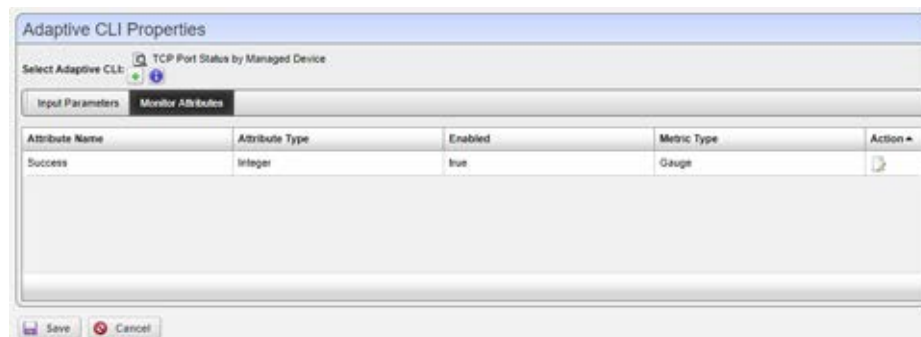 Adaptive CLI Properties
Select Adaptive CLI: TCP Port Status by Managed Device
Input Parameters Monitor Attributes
Attribute Name Attribute Type Enabled Metric Type Action
Success Integer true Gauge
Save Cancel